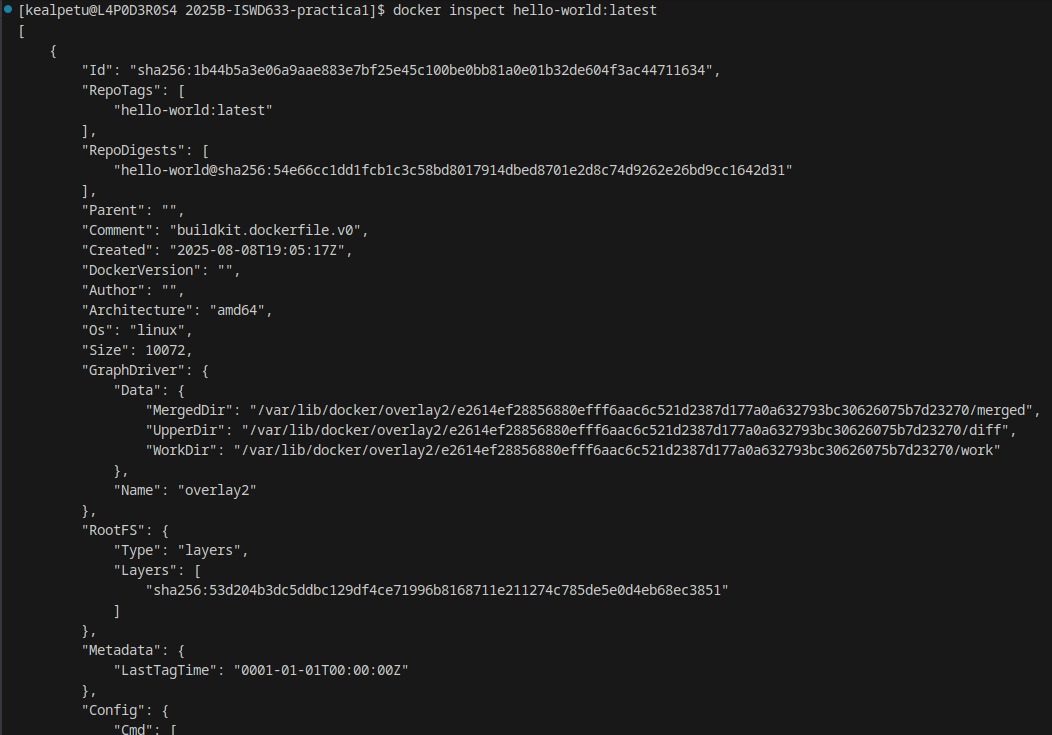 [kealpetu@L4P0D3R0S4 2025B-ISWD633-practica1]$ docker inspect hello-world:latest
[
    {
        "Id": "sha256:1b44b5a3e06a9aae883e7bf25e45c100be0bb81a0e01b32de604f3ac44711634",
        "RepoTags": [
            "hello-world:latest"
        ],
        "RepoDigests": [
            "hello-world@sha256:54e66cc1dd1fcb1c3c58bd8017914dbed8701e2d8c74d9262e26bd9cc1642d31"
        ],
        "Parent": "",
        "Comment": "buildkit.dockerfile.v0",
        "Created": "2025-08-08T19:05:17Z",
        "DockerVersion": "",
        "Author": "",
        "Architecture": "amd64",
        "Os": "linux",
        "Size": 10072,
        "GraphDriver": {
            "Data": {
                "MergedDir": "/var/lib/docker/overlay2/e2614ef28856880efff6aac6c521d2387d177a0a632793bc30626075b7d23270/merged",
                "UpperDir": "/var/lib/docker/overlay2/e2614ef28856880efff6aac6c521d2387d177a0a632793bc30626075b7d23270/diff",
                "WorkDir": "/var/lib/docker/overlay2/e2614ef28856880efff6aac6c521d2387d177a0a632793bc30626075b7d23270/work"
            },
            "Name": "overlay2"
        },
        "RootFS": {
            "Type": "layers",
            "Layers": [
                "sha256:53d204b3dc5ddbc129df4ce71996b8168711e211274c785de5e0d4eb68ec3851"
            ]
        },
        "Metadata": {
            "LastTagTime": "0001-01-01T00:00:00Z"
        },
        "Config": {
            "Cmd": [